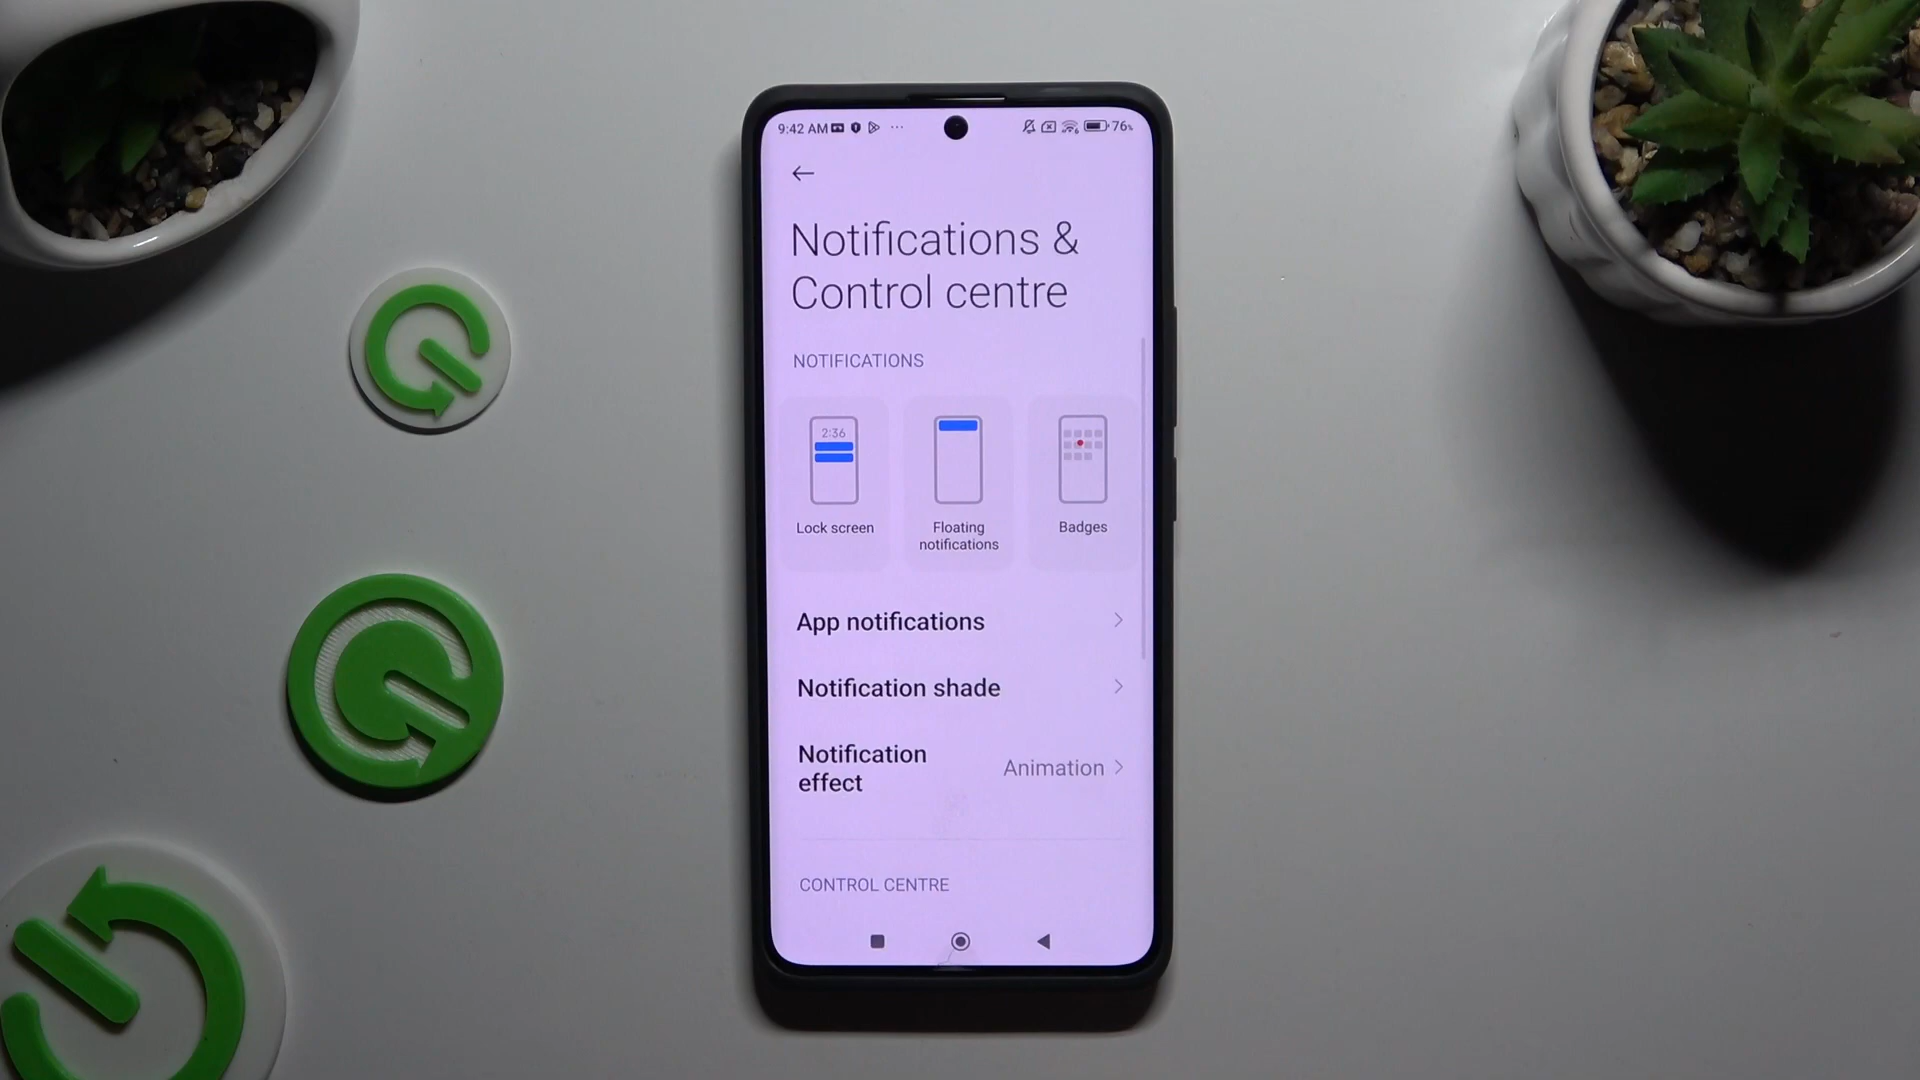 9:42 AM ... 76%
Notifications &
Control centre
NOTIFICATIONS
2:36
Lock screen
Floating
notifications
Badges
App notifications
Notification shade
Notification
effect
Animation
CONTROL CENTRE